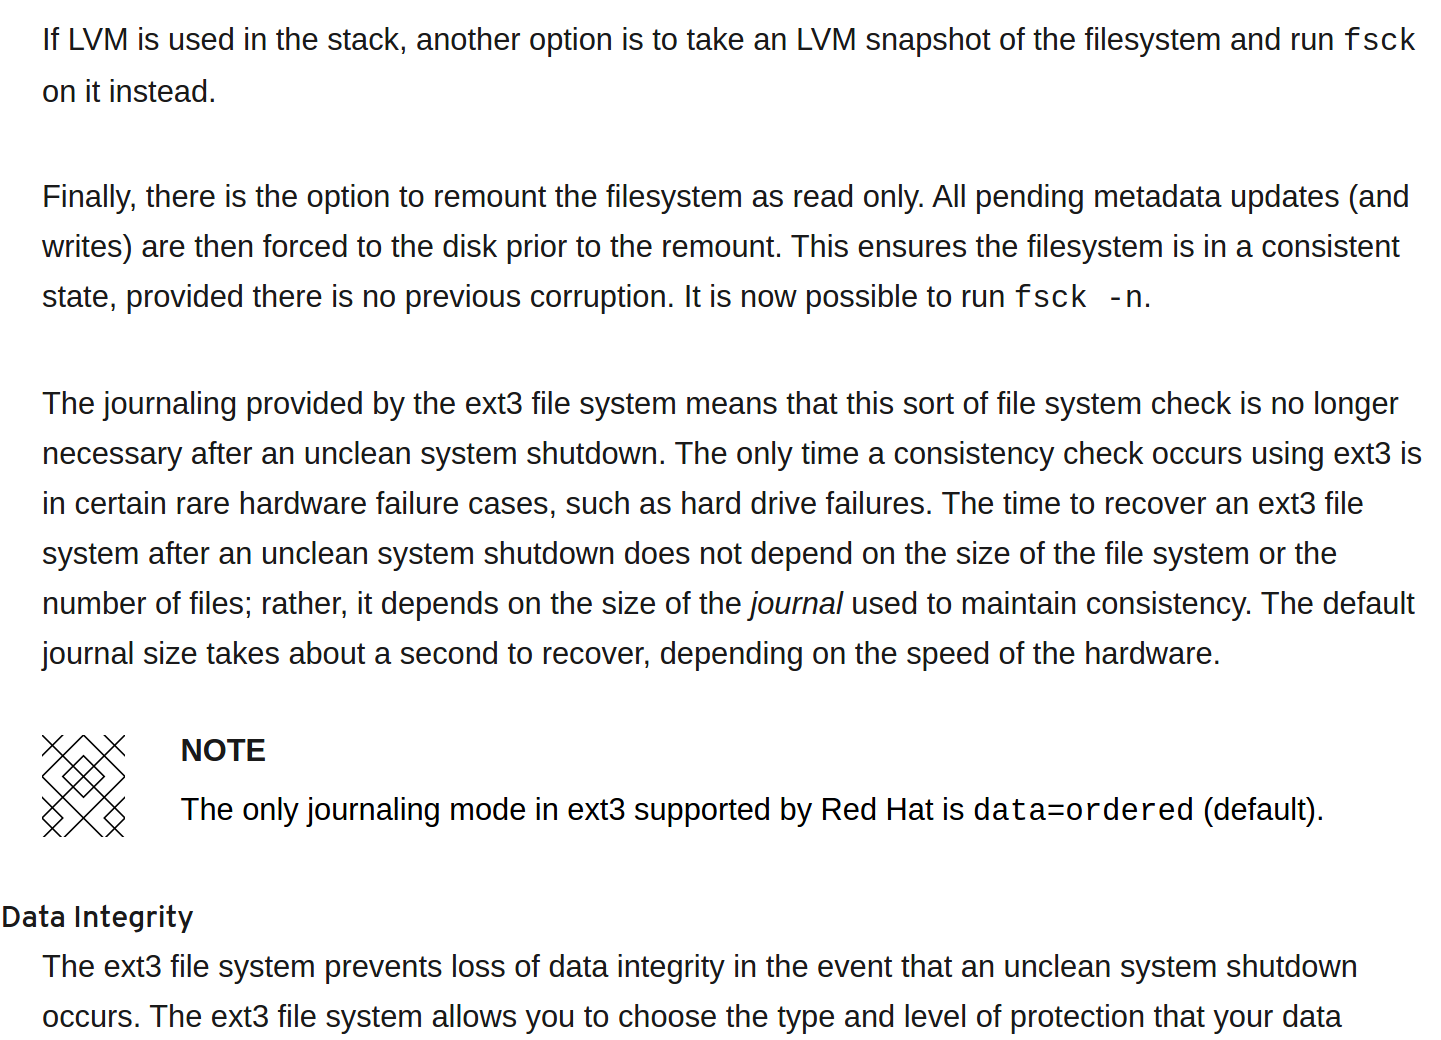 If LVM is used in the stack, another option is to take an LVM snapshot of the filesystem and run fsck
on it instead.
Finally, there is the option to remount the filesystem as read only. All pending metadata updates (and
writes) are then forced to the disk prior to the remount. This ensures the filesystem is in a consistent
state, provided there is no previous corruption. It is now possible to run fsck -n.
The journaling provided by the ext3 file system means that this sort of file system check is no longer
necessary after an unclean system shutdown. The only time a consistency check occurs using ext3 is
in certain rare hardware failure cases, such as hard drive failures. The time to recover an ext3 file
system after an unclean system shutdown does not depend on the size of the file system or the
number of files; rather, it depends on the size of the journal used to maintain consistency. The default
journal size takes about a second to recover, depending on the speed of the hardware.
NOTE
The only journaling mode in ext3 supported by Red Hat is data=ordered (default).
Data Integrity
The ext3 file system prevents loss of data integrity in the event that an unclean system shutdown
occurs. The ext3 file system allows you to choose the type and level of protection that your data